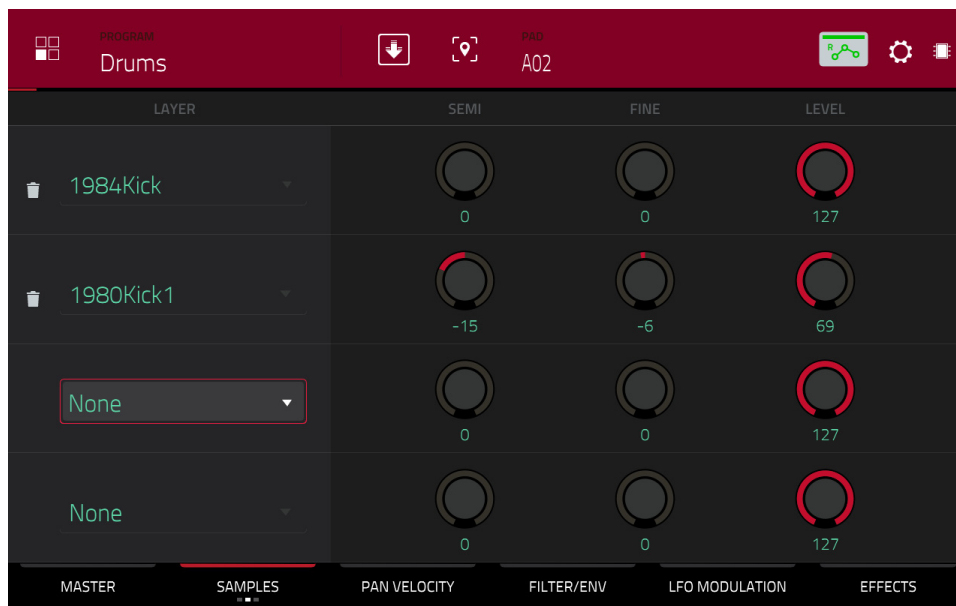 PROGRAM
Drums
PAD
A02
R
LAYER SEMI FINE LEVEL
1984Kick
0 0 127
1980Kick1
-15 -6 69
None
0 0 127
None
0 0 127
MASTER SAMPLES PAN VELOCITY FILTER/ENV LFO MODULATION EFFECTS